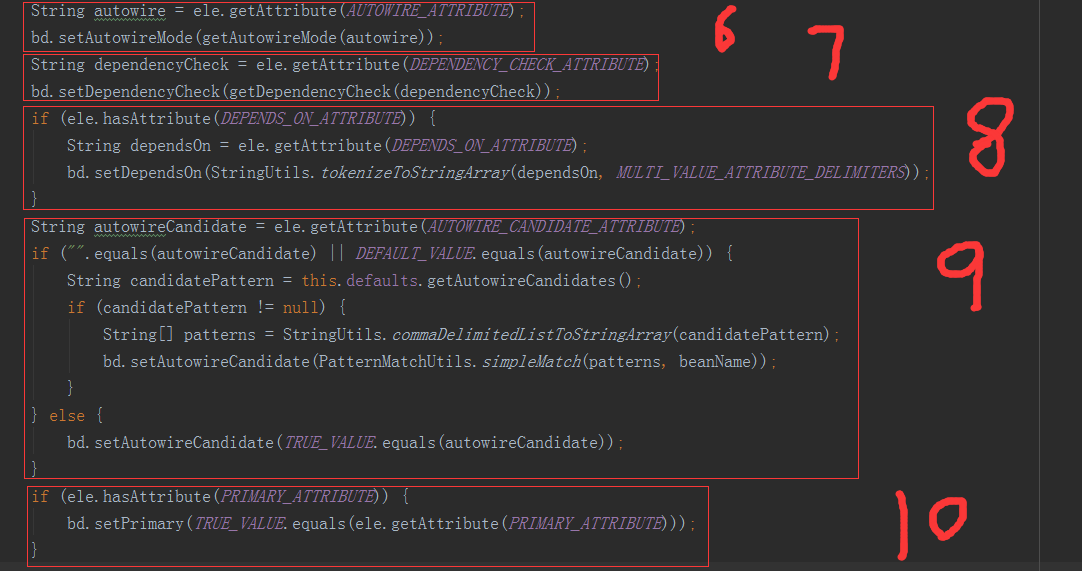 String autowire = ele.getAttribute(AUTOWIRE_ATTRIBUTE);
bd.setAutowireMode(getAutowireMode(autowire));
6
String dependencyCheck = ele.getAttribute(DEPENDENCY_CHECK_ATTRIBUTE);
bd.setDependencyCheck(getDependencyCheck(dependencyCheck));
7
if (ele.hasAttribute(DEPENDS_ON_ATTRIBUTE)) {
String dependsOn = ele.getAttribute(DEPENDS_ON_ATTRIBUTE);
bd.setDependsOn(StringUtils.tokenizeToStringArray(dependsOn, MULTI_VALUE_ATTRIBUTE_DELIMITERS));
}
8
String autowireCandidate = ele.getAttribute(AUTOWIRE_CANDIDATE_ATTRIBUTE);
if ("".equals(autowireCandidate) || DEFAULT_VALUE.equals(autowireCandidate)) {
String candidatePattern = this.defaults.getAutowireCandidates();
if (candidatePattern != null) {
String[] patterns = StringUtils.commaDelimitedListToStringArray(candidatePattern);
bd.setAutowireCandidate(PatternMatchUtils.simpleMatch(patterns, beanName));
}
} else {
bd.setAutowireCandidate(TRUE_VALUE.equals(autowireCandidate));
}
9
if (ele.hasAttribute(PRIMARY_ATTRIBUTE)) {
bd.setPrimary(TRUE_VALUE.equals(ele.getAttribute(PRIMARY_ATTRIBUTE)));
}
10